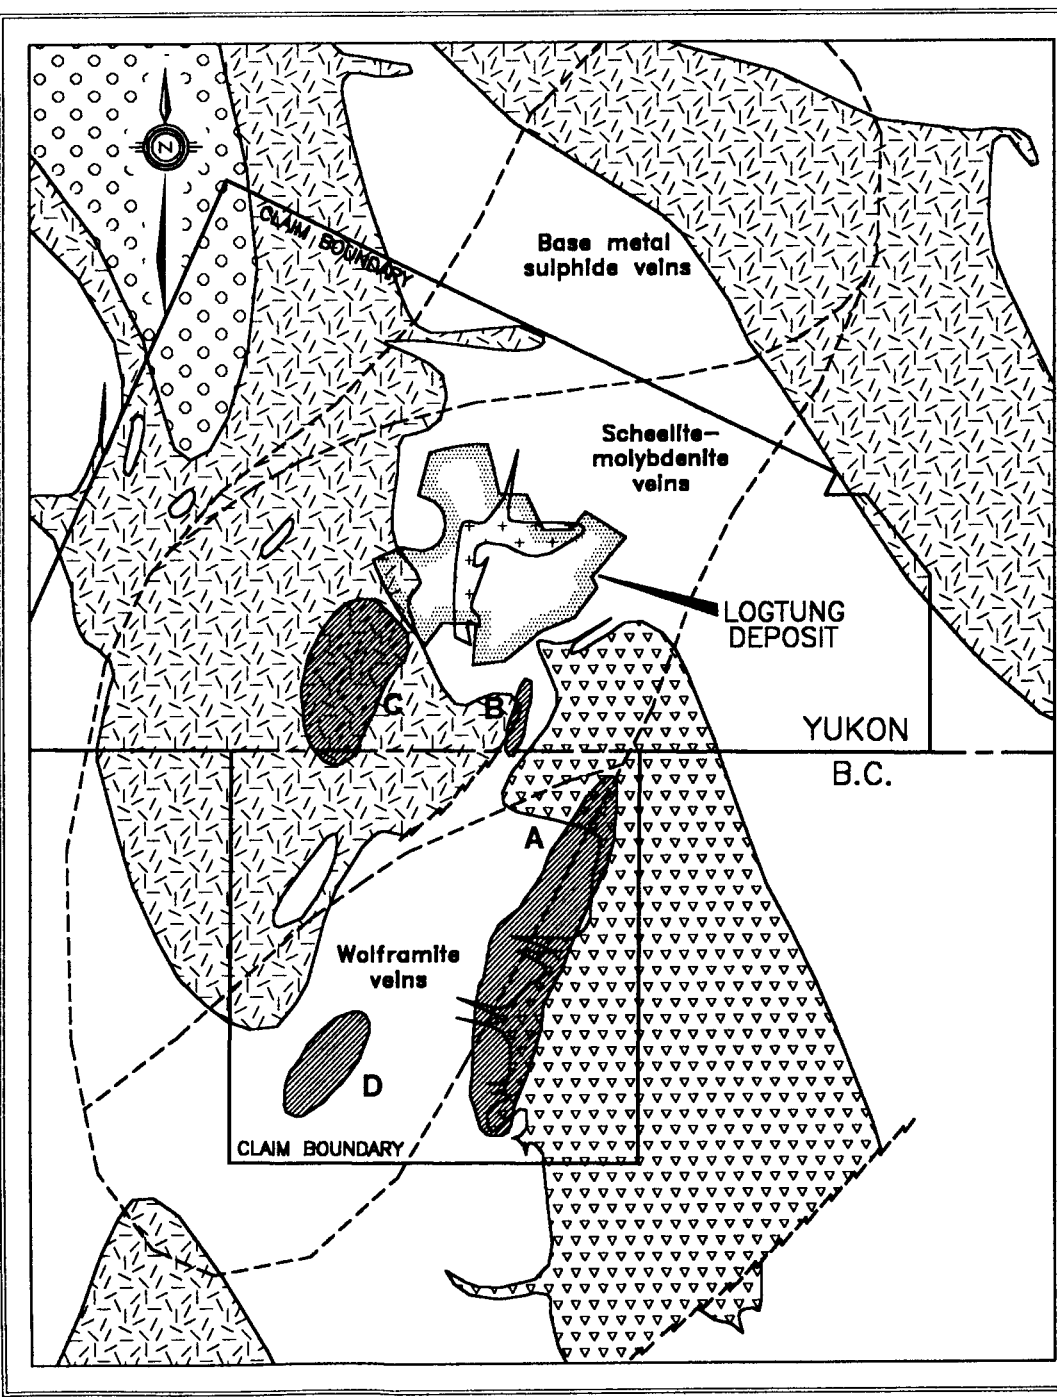 N
CLAIM BOUNDARY
Base metal
sulphide veins
Scheelite-
molybdenite
veins
LOGTUNG
DEPOSIT
C
B
YUKON
B.C.
A
Wolframite
veins
D
CLAIM BOUNDARY